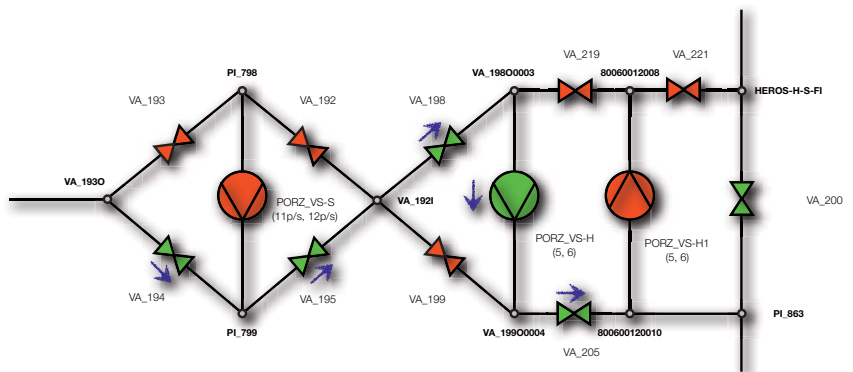 VA_219
VA_221
PI_798
VA_198O0003
80060012008
VA_193
VA_192
VA_198
HEROS-H-S-FI
VA_193O
VA_192I
PORZ_VS-S
(11p/s, 12p/s)
VA_200
PORZ_VS-H
(5, 6)
PORZ_VS-H1
(5, 6)
VA_194
VA_195
VA_199
PI_799
VA_199O0004
800600120010
PI_863
VA_205